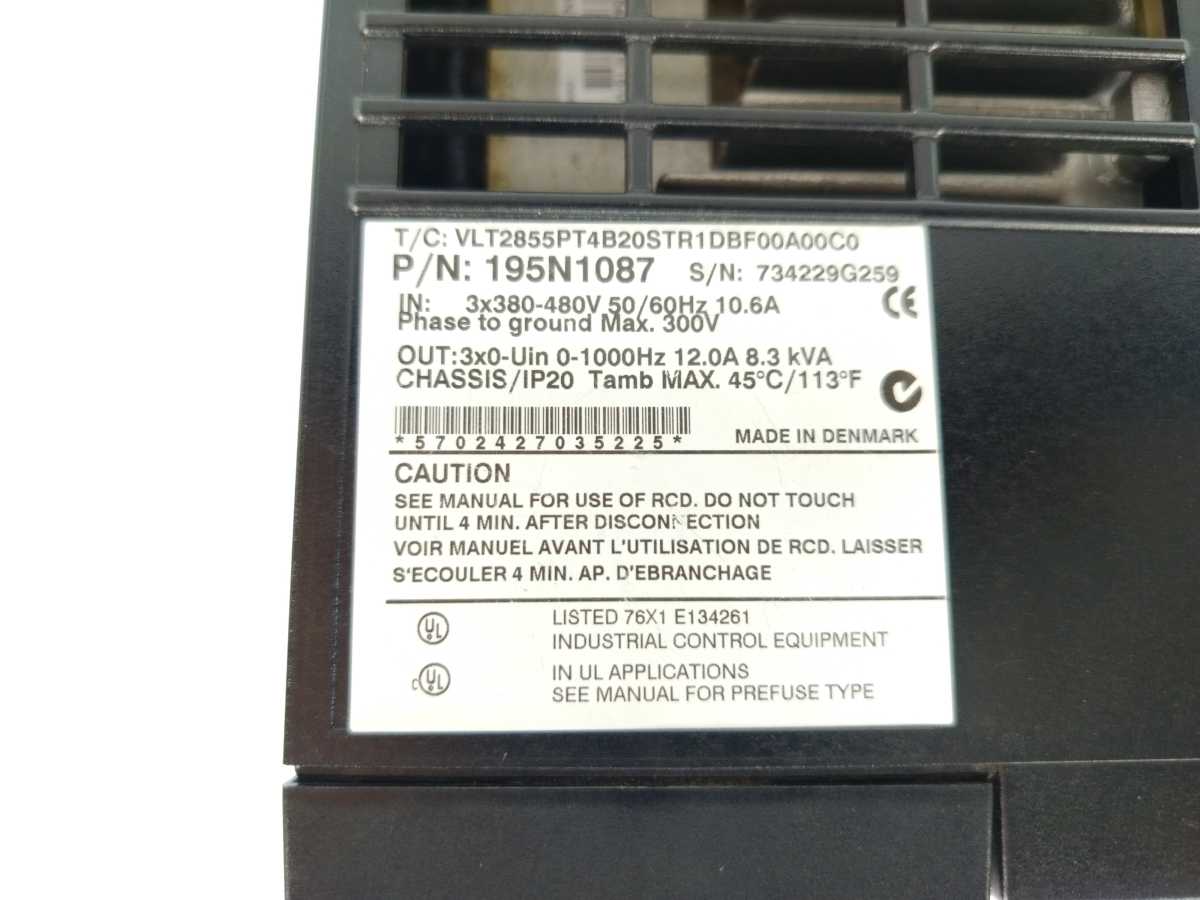 T/C: VLT2855PT4B20STR1DBF00A00C0
P/N: 195N1087 S/N: 734229G259
IN: 3x380-480V 50/60Hz 10.6A
Phase to ground Max. 300V
CE
OUT:3x0-Uin 0-1000Hz 12.0A 8.3 kVA
CHASSIS/IP20 Tamb MAX. 45°C/113°F
*5702427035225*
MADE IN DENMARK
CAUTION
SEE MANUAL FOR USE OF RCD. DO NOT TOUCH
UNTIL 4 MIN. AFTER DISCONNECTION
VOIR MANUEL AVANT L'UTILISATION DE RCD. LAISSER
S'ECOULER 4 MIN. AP. D'EBRANCHAGE
UL
LISTED 76X1 E134261
INDUSTRIAL CONTROL EQUIPMENT
c UL
IN UL APPLICATIONS
SEE MANUAL FOR PREFUSE TYPE